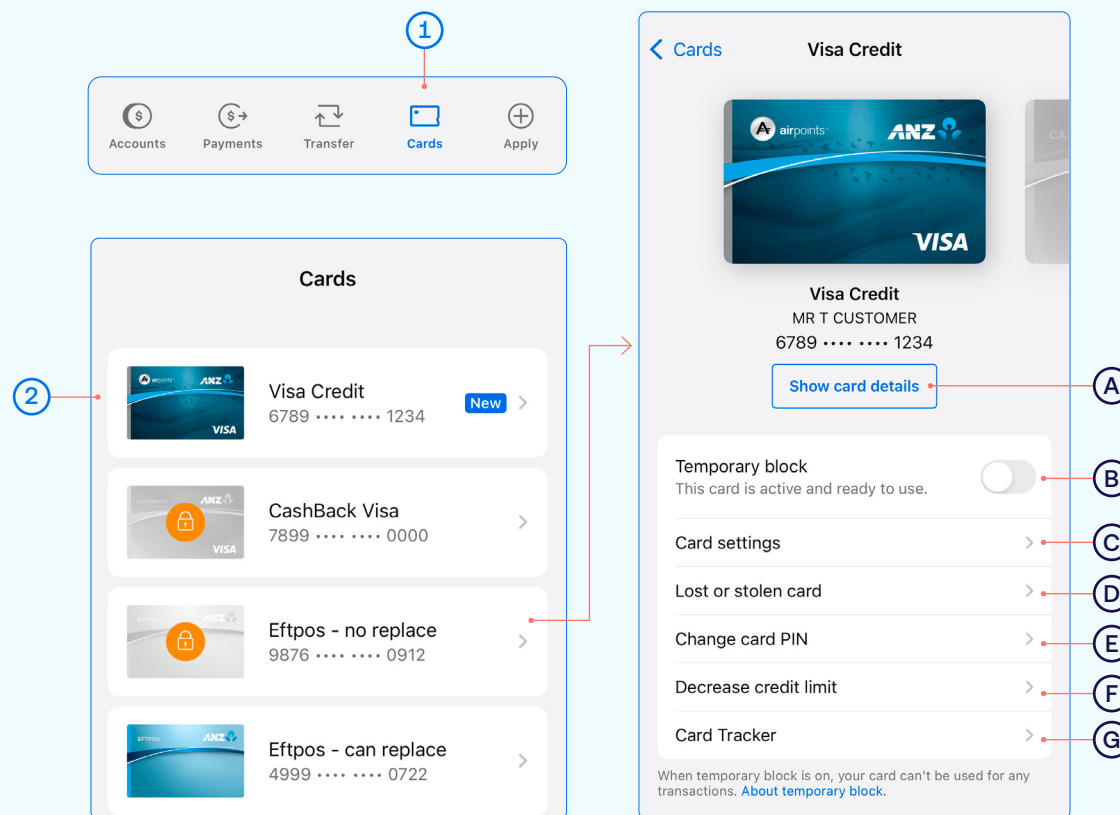 1
Accounts
Payments
Transfer
Cards
Apply
Cards
2
airpoints
ANZ
VISA
Visa Credit
6789 •••• •••• 1234
New
CASHBACK
ANZ
VISA
CashBack Visa
7899 •••• •••• 0000
EFTPOS
ANZ
Eftpos - no replace
9876 •••• •••• 0912
EFTPOS
ANZ
Eftpos - can replace
4999 •••• •••• 0722
Cards
Visa Credit
airpoints™
ANZ
VISA
CA
Visa Credit
MR T CUSTOMER
6789 •••• •••• 1234
Show card details
A
Temporary block
This card is active and ready to use.
B
Card settings
C
Lost or stolen card
D
Change card PIN
E
Decrease credit limit
F
Card Tracker
G
When temporary block is on, your card can't be used for any
transactions. About temporary block.